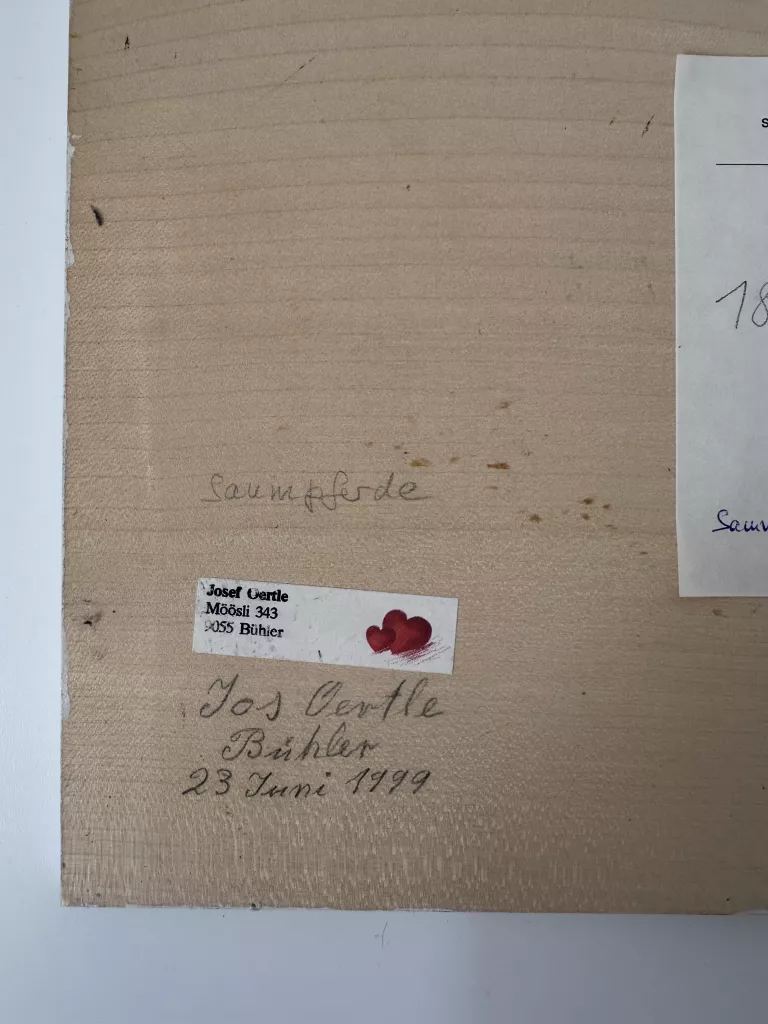 Saumpferde
Josef Oertle
Möösli 343
9055 Bühler
Jos Oertle
Bühler
23 Juni 1999
18